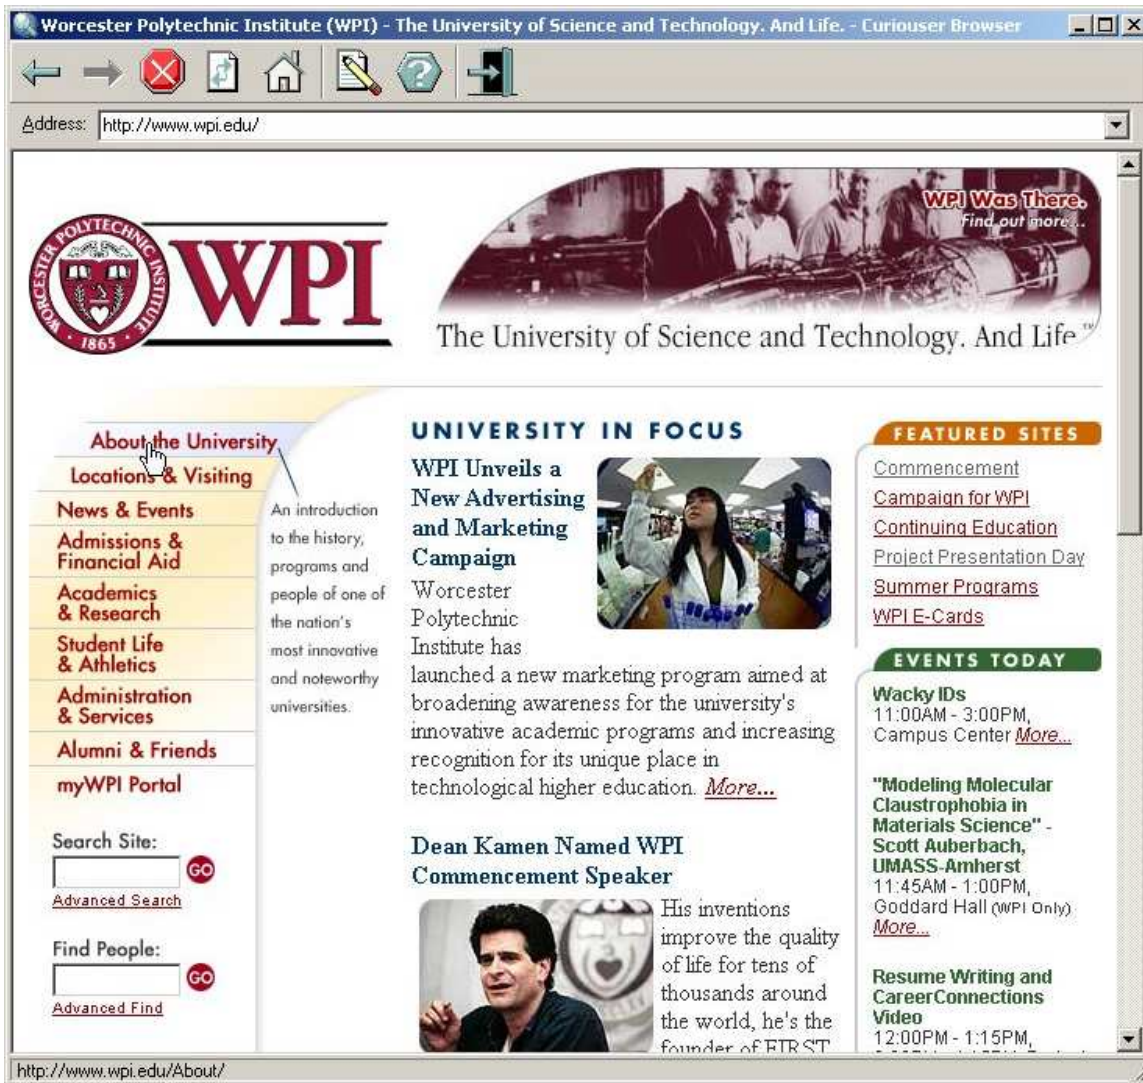 Worcester Polytechnic Institute (WPI) - The University of Science and Technology. And Life. - Curiouser Browser
Address: http://www.wpi.edu/
WORCESTER POLYTECHNIC INSTITUTE
1865
WPI
WPI Was There.
Find out more...
The University of Science and Technology. And Life.™
About the University
Locations & Visiting
News & Events
Admissions &
Financial Aid
Academics
& Research
Student Life
& Athletics
Administration
& Services
Alumni & Friends
myWPI Portal
Search Site:
GO
Advanced Search
Find People:
GO
Advanced Find
An introduction
to the history,
programs and
people of one of
the nation's
most innovative
and noteworthy
universities.
UNIVERSITY IN FOCUS
WPI Unveils a
New Advertising
and Marketing
Campaign
Worcester
Polytechnic
Institute has
launched a new marketing program aimed at
broadening awareness for the university's
innovative academic programs and increasing
recognition for its unique place in
technological higher education. More...
Dean Kamen Named WPI
Commencement Speaker
His inventions
improve the quality
of life for tens of
thousands around
the world, he's the
founder of FIRST
FEATURED SITES
Commencement
Campaign for WPI
Continuing Education
Project Presentation Day
Summer Programs
WPI E-Cards
EVENTS TODAY
Wacky IDs
11:00AM - 3:00PM,
Campus Center More...
"Modeling Molecular
Claustrophobia in
Materials Science" -
Scott Auberbach,
UMASS-Amherst
11:45AM - 1:00PM,
Goddard Hall (WPI Only)
More...
Resume Writing and
CareerConnections
Video
12:00PM - 1:15PM,
http://www.wpi.edu/About/